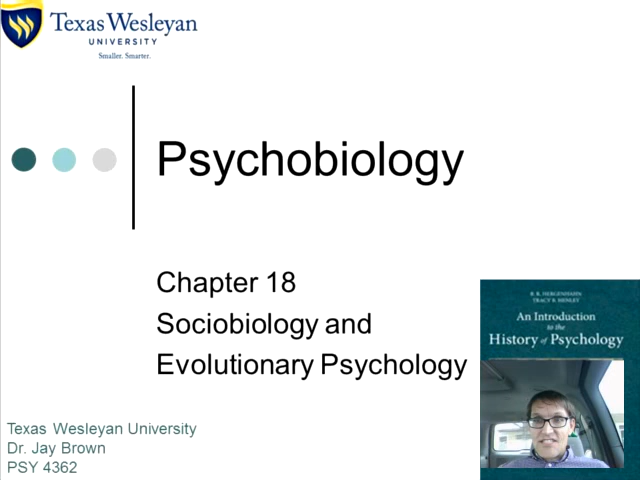 Texas Wesleyan
UNIVERSITY
Smaller. Smarter.
Psychobiology
Chapter 18
Sociobiology and
Evolutionary Psychology
B. R. HERGENHAHN
TRACY B. HENLEY
An Introduction
to the
History of Psychology
Texas Wesleyan University
Dr. Jay Brown
PSY 4362